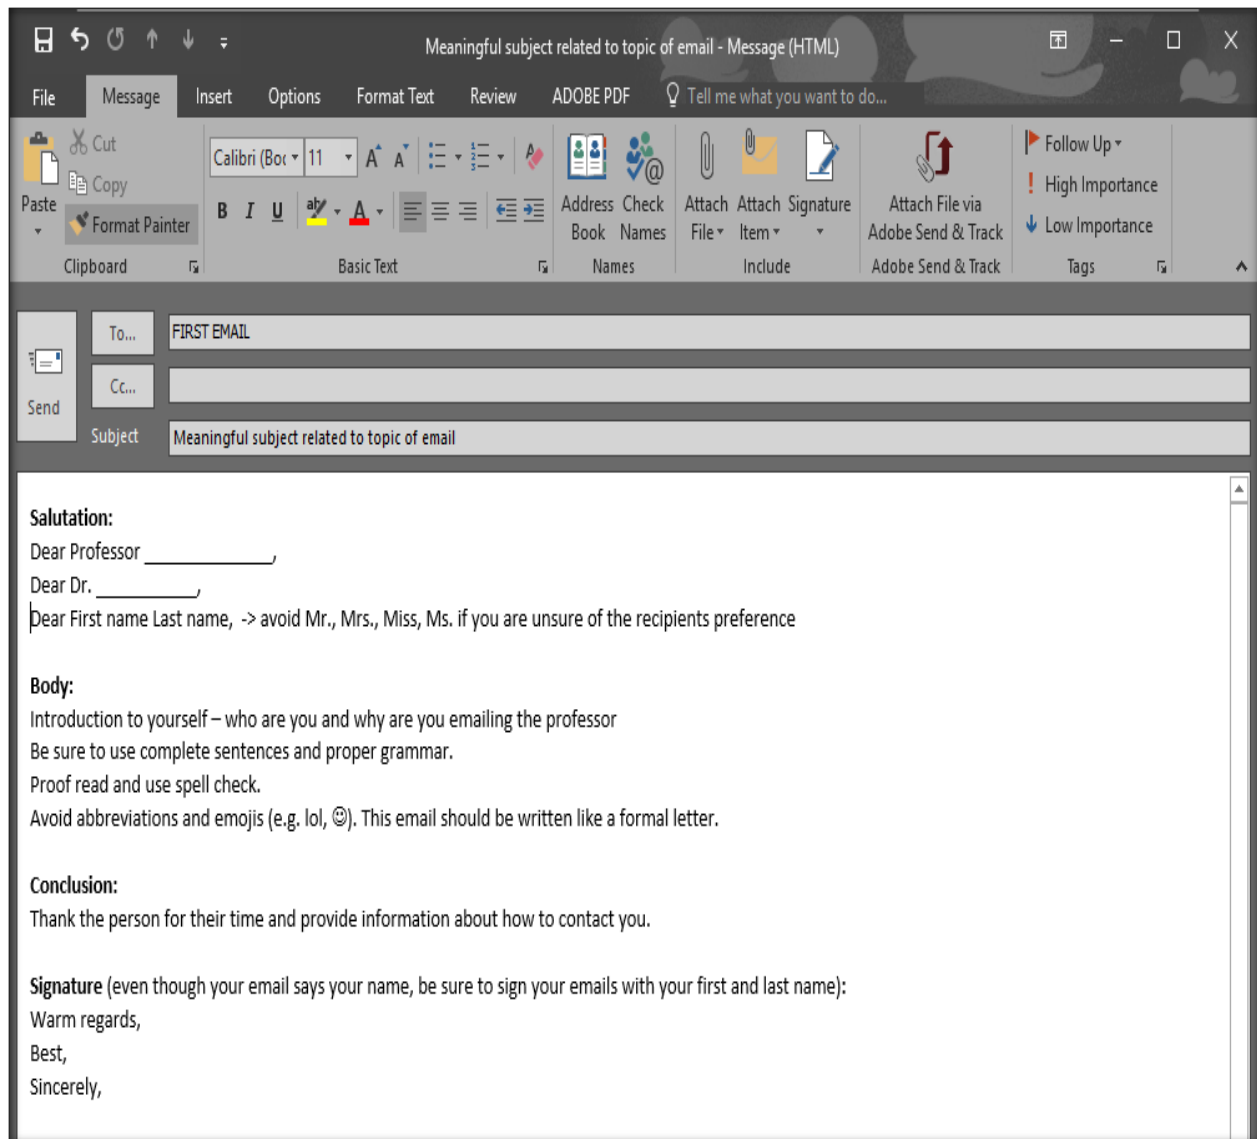 Meaningful subject related to topic of email - Message (HTML)
File Message Insert Options Format Text Review ADOBE PDF Tell me what you want to do...
Paste
Cut
Copy
Format Painter
Clipboard
Calibri (Boc 11
B I U
Basic Text
Address Book
Check Names
Names
Attach File
Attach Item
Signature
Include
Attach File via
Adobe Send & Track
Adobe Send & Track
Follow Up
High Importance
Low Importance
Tags
Send
To... FIRST EMAIL
Cc...
Subject Meaningful subject related to topic of email
Salutation:
Dear Professor ______________,
Dear Dr. ___________,
Dear First name Last name, -> avoid Mr., Mrs., Miss, Ms. if you are unsure of the recipients preference
Body:
Introduction to yourself – who are you and why are you emailing the professor
Be sure to use complete sentences and proper grammar.
Proof read and use spell check.
Avoid abbreviations and emojis (e.g. lol, ☺). This email should be written like a formal letter.
Conclusion:
Thank the person for their time and provide information about how to contact you.
Signature (even though your email says your name, be sure to sign your emails with your first and last name):
Warm regards,
Best,
Sincerely,